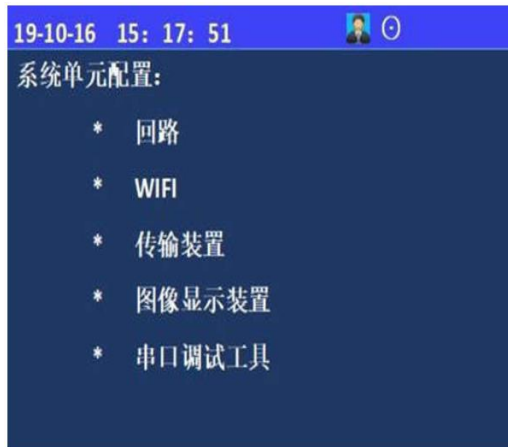 19-10-16 15: 17: 51
系统单元配置:
* 回路
* WIFI
* 传输装置
* 图像显示装置
* 串口调试工具